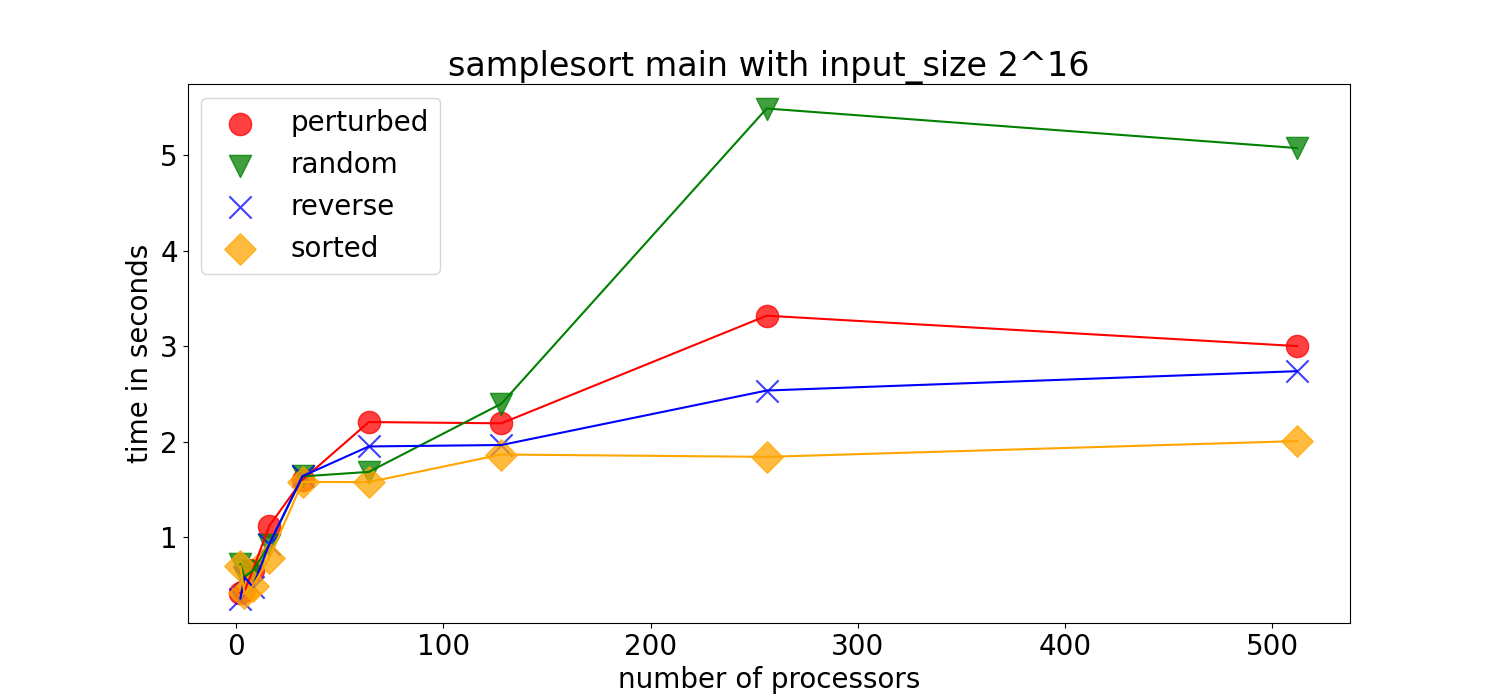 samplesort main with input_size 2^16
perturbed
random
reverse
sorted
time in seconds
5
4
3
2
1
0 100 200 300 400 500
number of processors